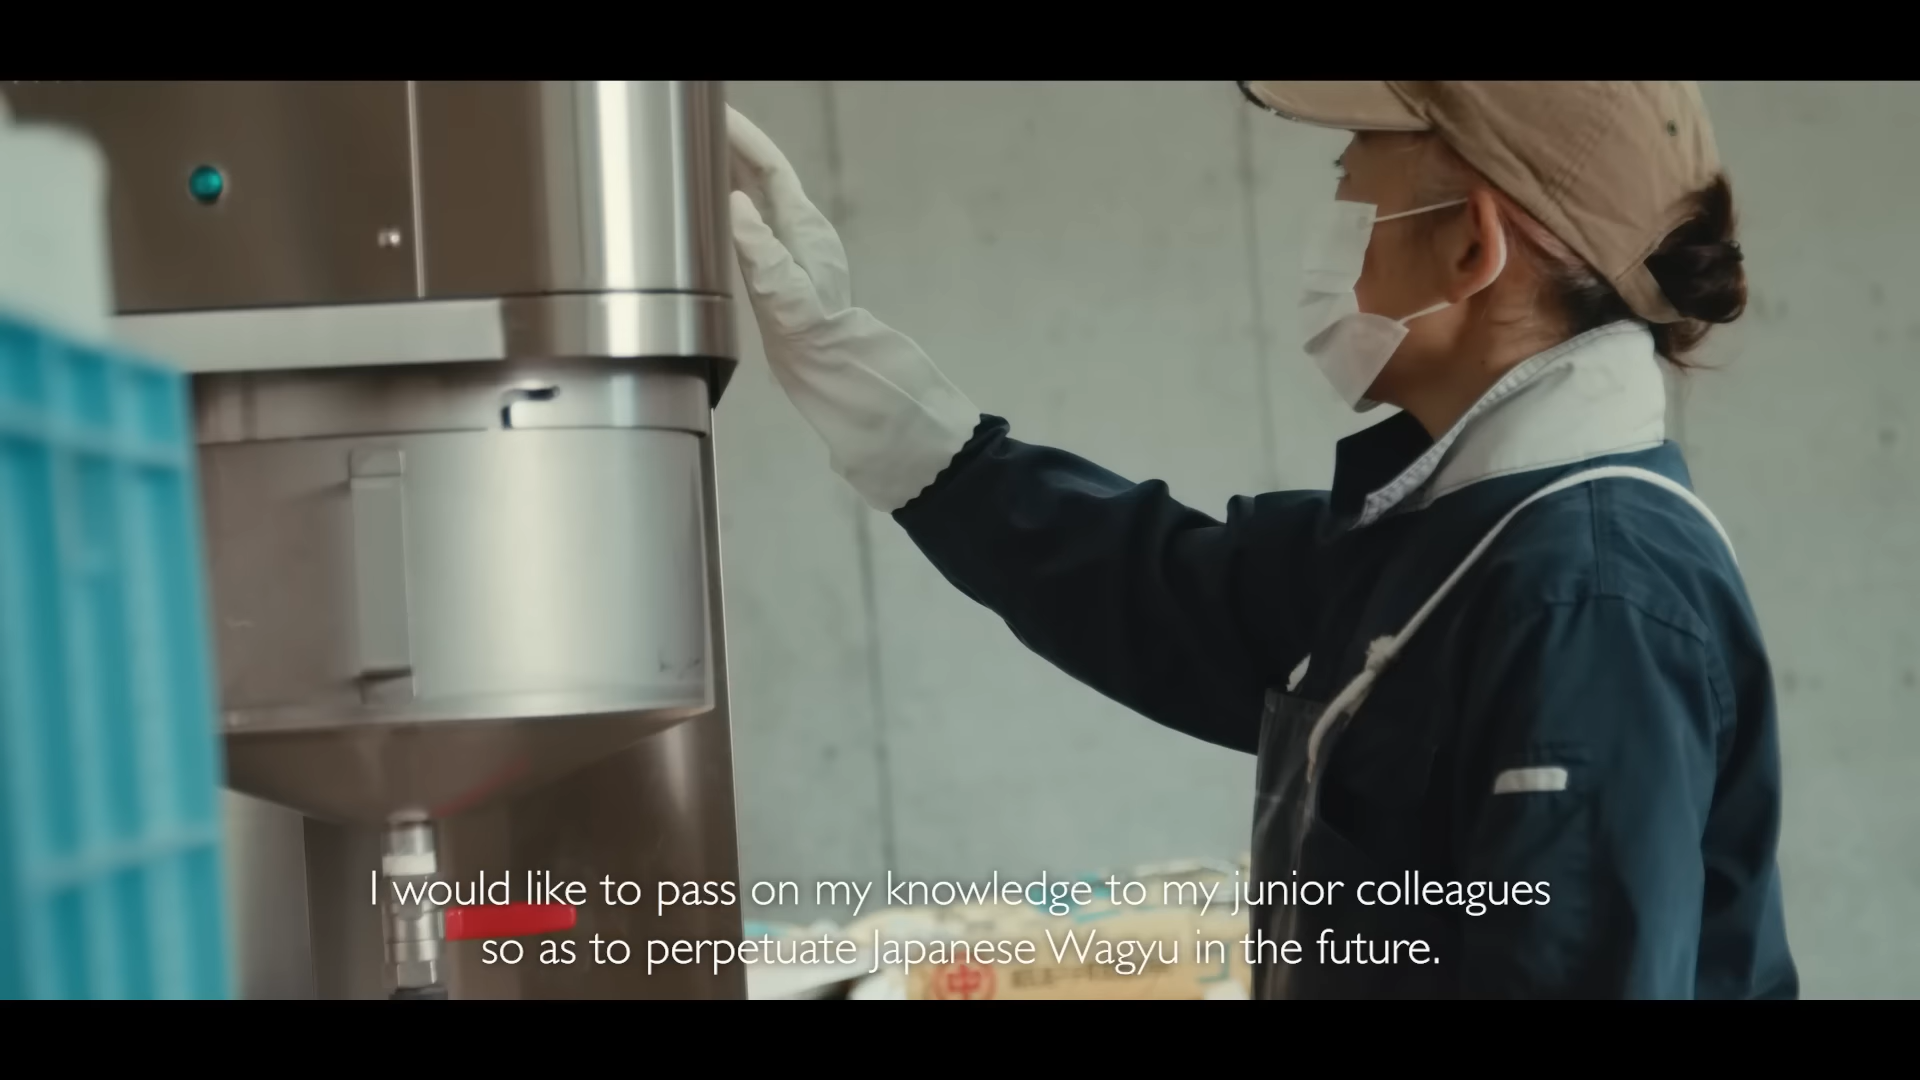 I would like to pass on my knowledge to my junior colleagues
so as to perpetuate Japanese Wagyu in the future.
中